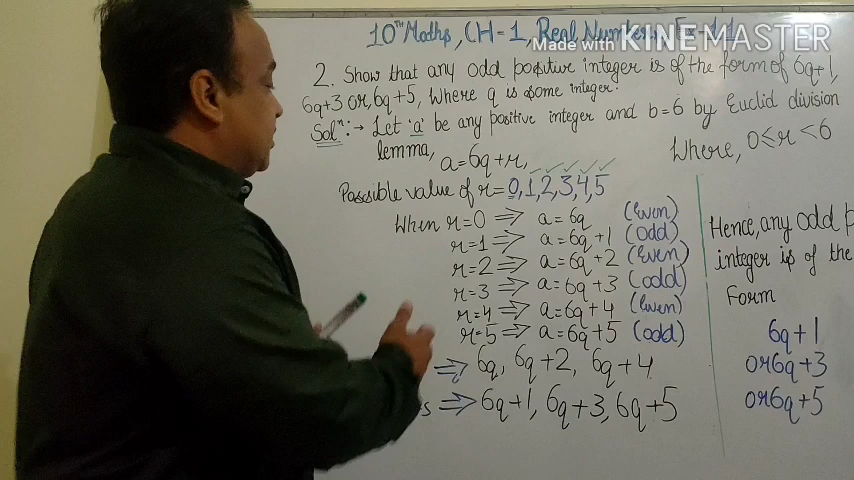 10TH Maths, CH-1, Real Numbers, Ex-1.1
Made with KINEMASTER
2. Show that any odd positive integer is of the form of 6q+1,
6q+3 or, 6q+5, Where q is some integer.
Solⁿ:→ Let 'a' be any positive integer and b=6 by Euclid division
lemma, a=6q+r,
Where, 0≤r<6
Possible value of r=0,1,2,3,4,5
When r=0 ⇒ a=6q (Even)
r=1 ⇒ a=6q+1 (odd)
r=2 ⇒ a=6q+2 (Even)
r=3 ⇒ a=6q+3 (odd)
r=4 ⇒ a=6q+4 (Even)
r=5 ⇒ a=6q+5 (odd)
⇒ 6q, 6q+2, 6q+4
⇒ 6q+1, 6q+3, 6q+5
Hence, any odd
integer is of the
Form
6q+1
or 6q+3
or 6q+5